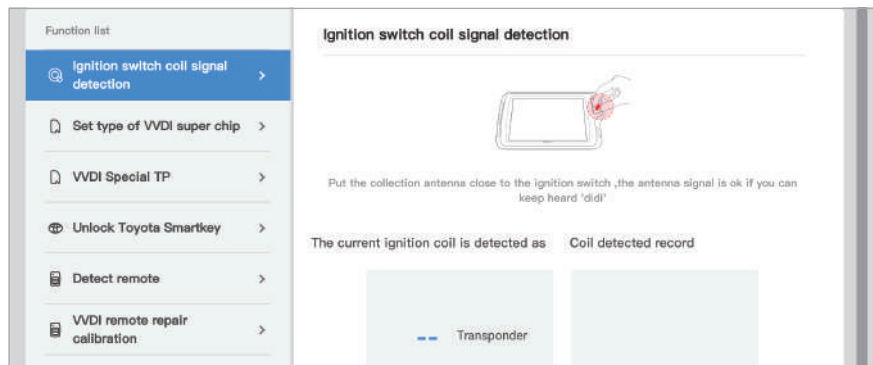 Function list
Ignition switch coil signal
detection
Set type of VVDI super chip
VVDI Special TP
Unlock Toyota Smartkey
Detect remote
VVDI remote repair
calibration
Ignition switch coil signal detection
Put the collection antenna close to the ignition switch ,the antenna signal is ok if you can
keep heard 'didi'
The current ignition coil is detected as
Coil detected record
-- Transponder